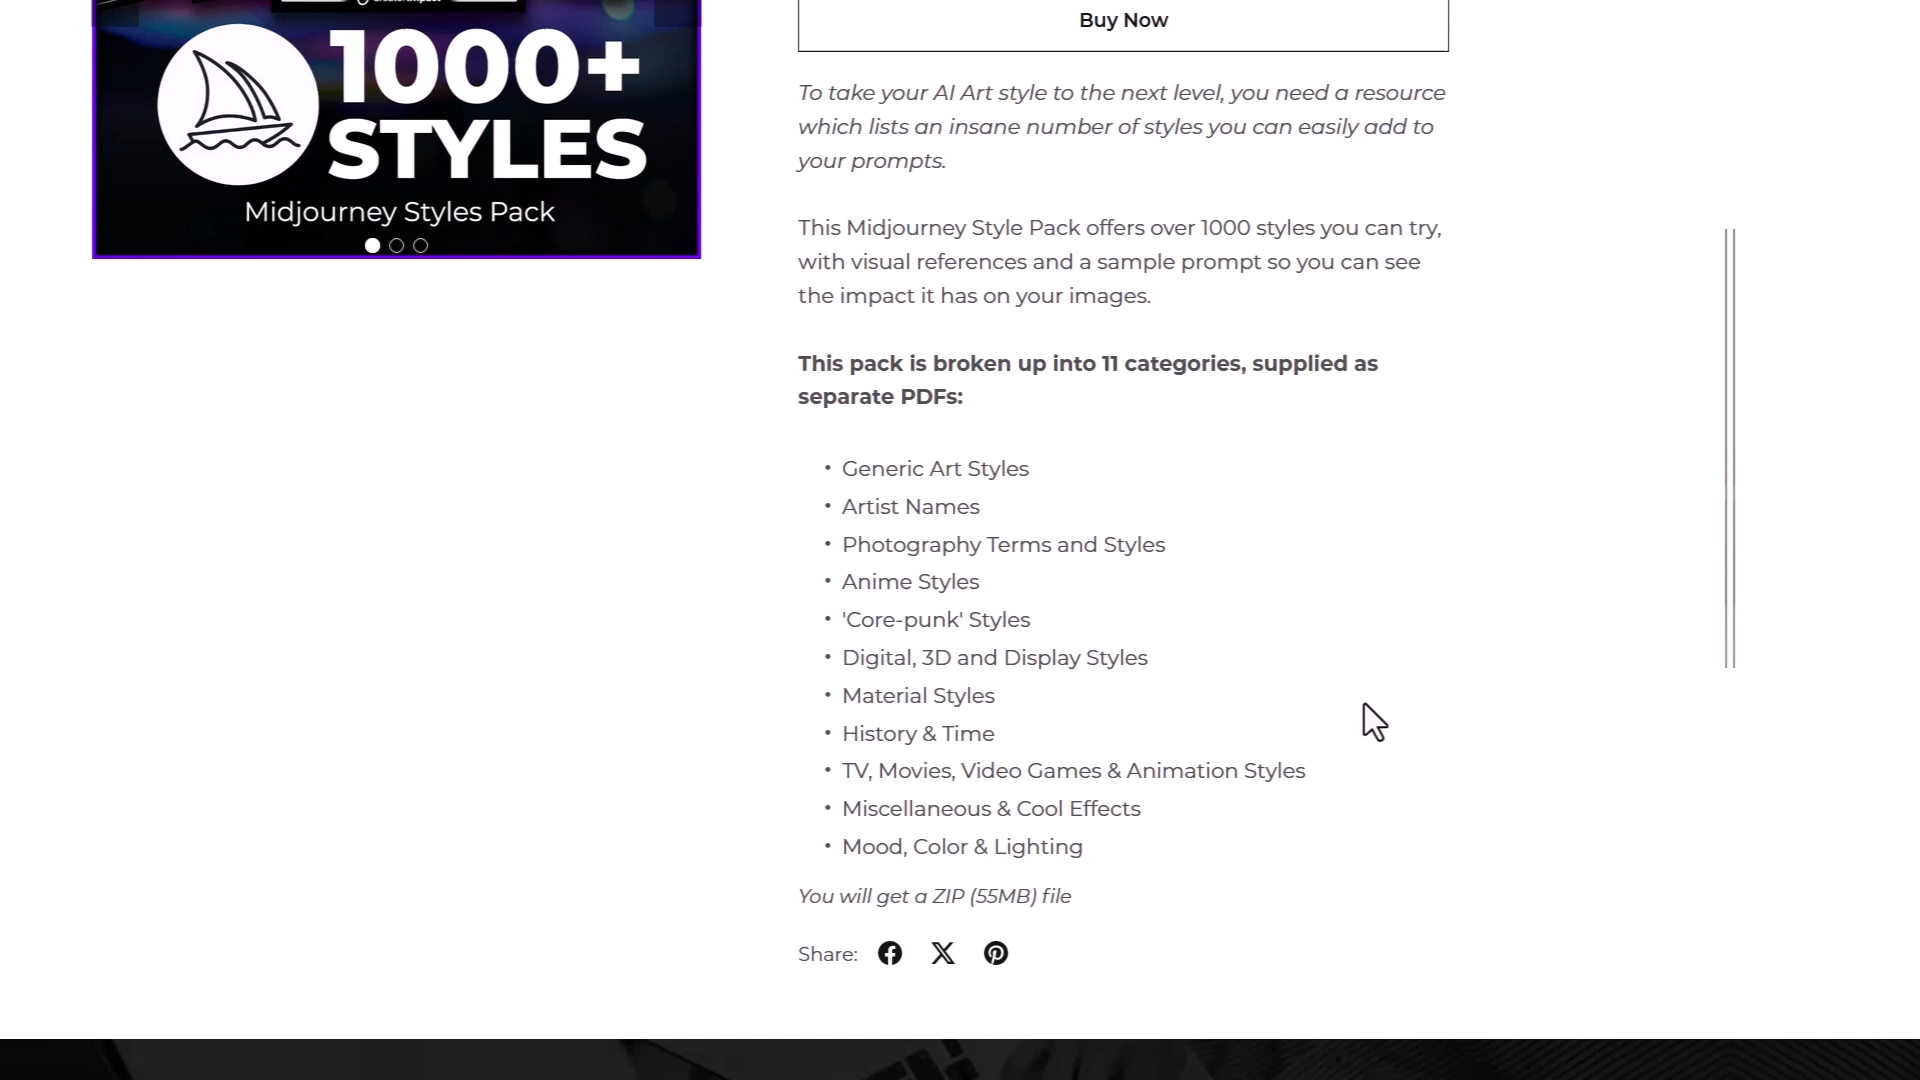 1000+
STYLES
Midjourney Styles Pack
Buy Now
To take your AI Art style to the next level, you need a resource
which lists an insane number of styles you can easily add to
your prompts.
This Midjourney Style Pack offers over 1000 styles you can try,
with visual references and a sample prompt so you can see
the impact it has on your images.
This pack is broken up into 11 categories, supplied as
separate PDFs:
• Generic Art Styles
• Artist Names
• Photography Terms and Styles
• Anime Styles
• 'Core-punk' Styles
• Digital, 3D and Display Styles
• Material Styles
• History & Time
• TV, Movies, Video Games & Animation Styles
• Miscellaneous & Cool Effects
• Mood, Color & Lighting
You will get a ZIP (55MB) file
Share: